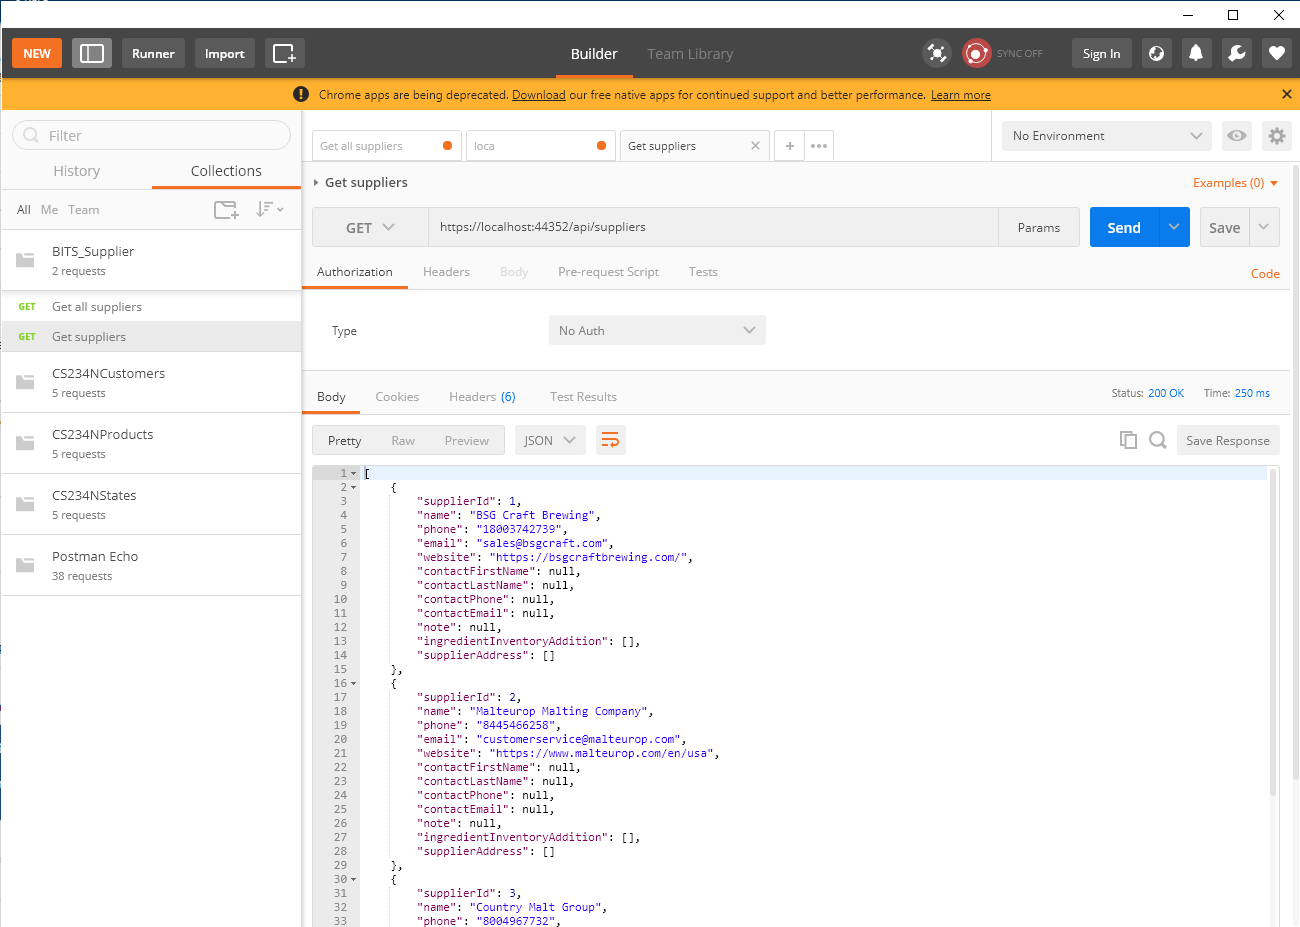 NEW
Runner
Import
Builder
Team Library
SYNC OFF
Sign In
Chrome apps are being deprecated. Download our free native apps for continued support and better performance. Learn more
Filter
History
Collections
All Me Team
BITS_Supplier
2 requests
GET Get all suppliers
GET Get suppliers
CS234NCustomers
5 requests
CS234NProducts
5 requests
CS234NStates
5 requests
Postman Echo
38 requests
Get all suppliers
loca
Get suppliers
No Environment
Get suppliers
Examples (0)
GET
https://localhost:44352/api/suppliers
Params
Send
Save
Authorization
Headers
Body
Pre-request Script
Tests
Code
Type
No Auth
Body
Cookies
Headers (6)
Test Results
Status: 200 OK
Time: 250 ms
Pretty
Raw
Preview
JSON
Save Response
1 [
2 {
3 "supplierId": 1,
4 "name": "BSG Craft Brewing",
5 "phone": "18003742739",
6 "email": "sales@bsgcraft.com",
7 "website": "https://bsgcraftbrewing.com/",
8 "contactFirstName": null,
9 "contactLastName": null,
10 "contactPhone": null,
11 "contactEmail": null,
12 "note": null,
13 "ingredientInventoryAddition": [],
14 "supplierAddress": []
15 },
16 {
17 "supplierId": 2,
18 "name": "Malteurop Malting Company",
19 "phone": "8445466258",
20 "email": "customerservice@malteurop.com",
21 "website": "https://www.malteurop.com/en/usa",
22 "contactFirstName": null,
23 "contactLastName": null,
24 "contactPhone": null,
25 "contactEmail": null,
26 "note": null,
27 "ingredientInventoryAddition": [],
28 "supplierAddress": []
29 },
30 {
31 "supplierId": 3,
32 "name": "Country Malt Group",
33 "phone": "8004967732",